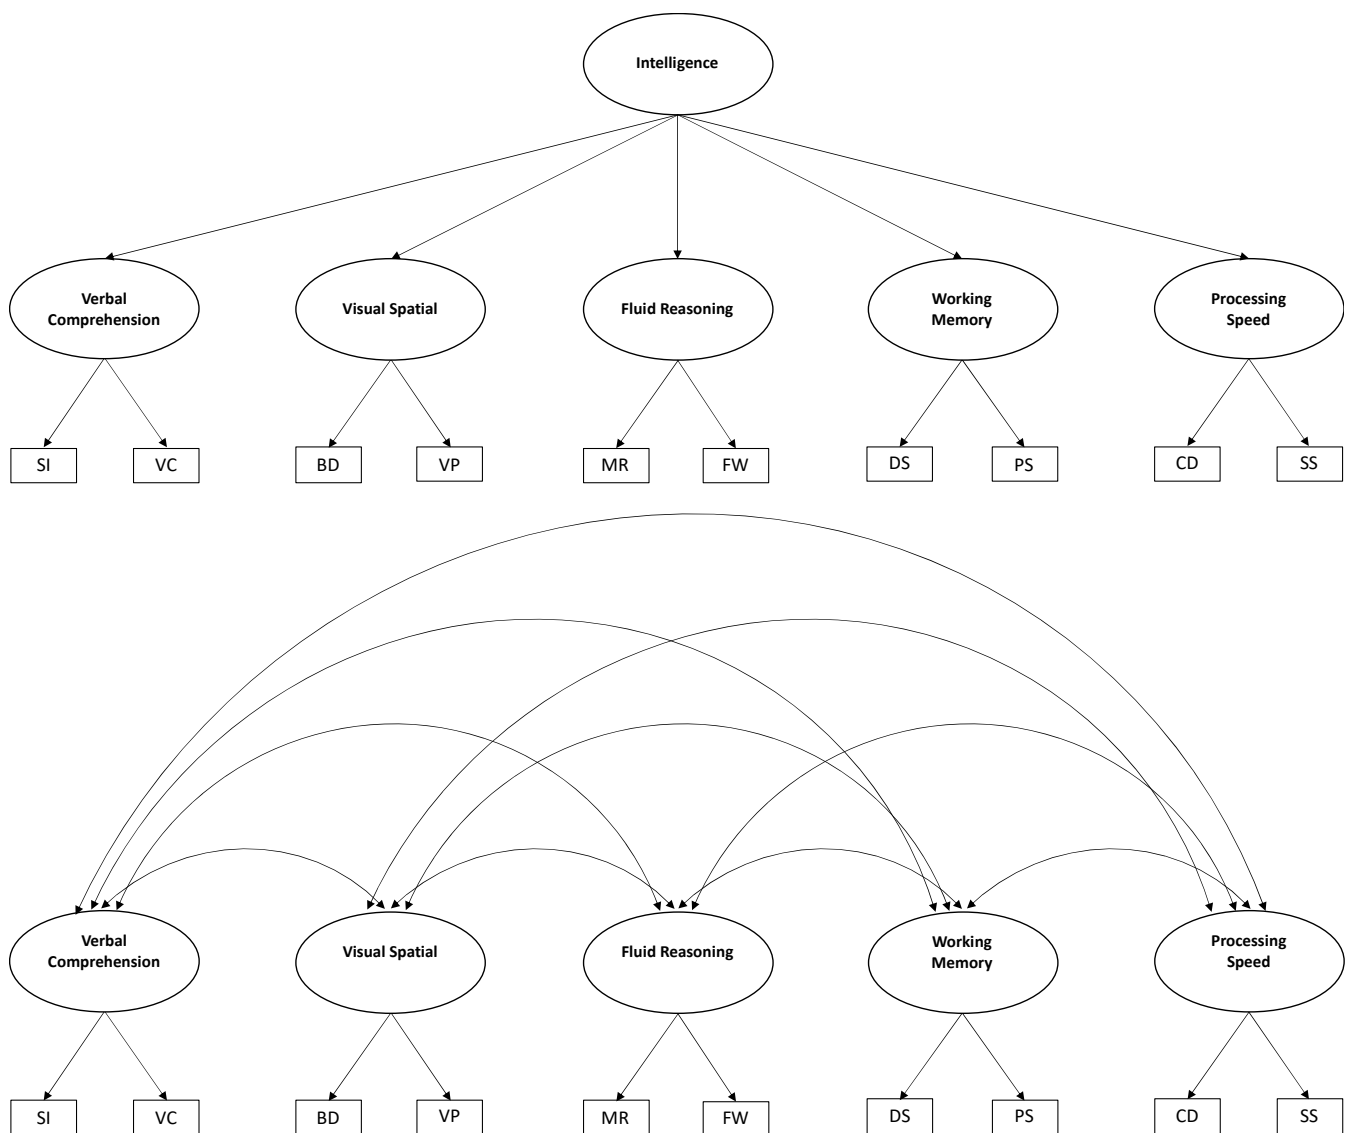 Intelligence
Verbal
Comprehension
Visual Spatial
Fluid Reasoning
Working
Memory
Processing
Speed
SI
VC
BD
VP
MR
FW
DS
PS
CD
SS
Verbal
Comprehension
Visual Spatial
Fluid Reasoning
Working
Memory
Processing
Speed
SI
VC
BD
VP
MR
FW
DS
PS
CD
SS